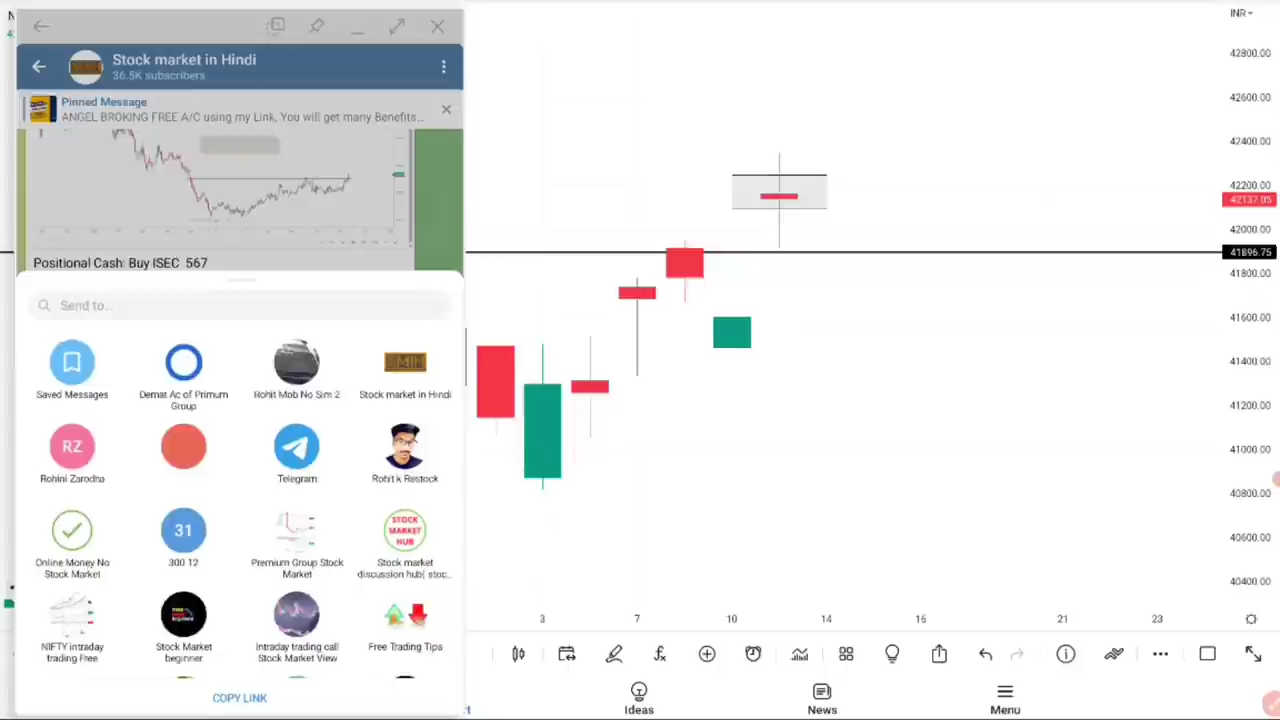 Stock market in Hindi
36.5K subscribers
Pinned Message
ANGEL BROKING FREE A/C using my Link, You will get many Benefits...
Positional Cash: Buy ISEC 567
Send to...
Saved Messages
Demat Ac of Primum Group
Rohit Mob No Sim 2
Stock market in Hindi
RZ
Rohini Zarodha
Telegram
Rohit k Restock
31
STOCK
MARKET
HUB
Online Money No Stock Market
300 12
Premium Group Stock Market
Stock market discussion hub( stoc...
NIFTY intraday trading Free
Stock Market beginner
Intraday trading call Stock Market View
Free Trading Tips
COPY LINK
INR
42800.00
42600.00
42400.00
42200.00
42137.05
42000.00
41896.75
41800.00
41600.00
41400.00
41200.00
41000.00
40800.00
40600.00
40400.00
3 7 10 14 16 21 23
Ideas
News
Menu